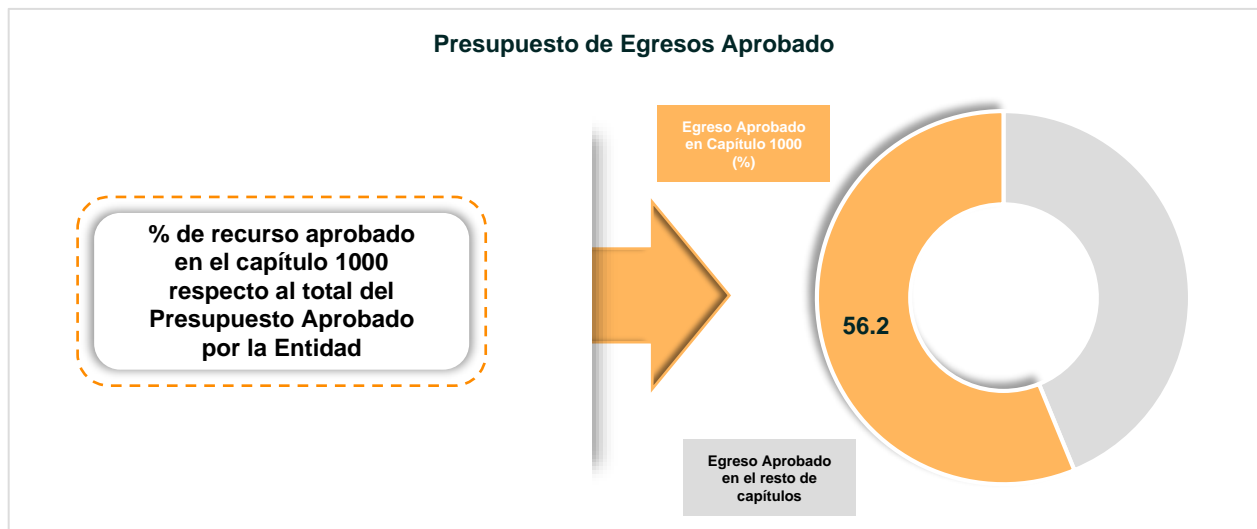 Presupuesto de Egresos Aprobado
% de recurso aprobado
en el capítulo 1000
respecto al total del
Presupuesto Aprobado
por la Entidad
Egreso Aprobado
en Capítulo 1000
(%)
56.2
Egreso Aprobado
en el resto de
capítulos